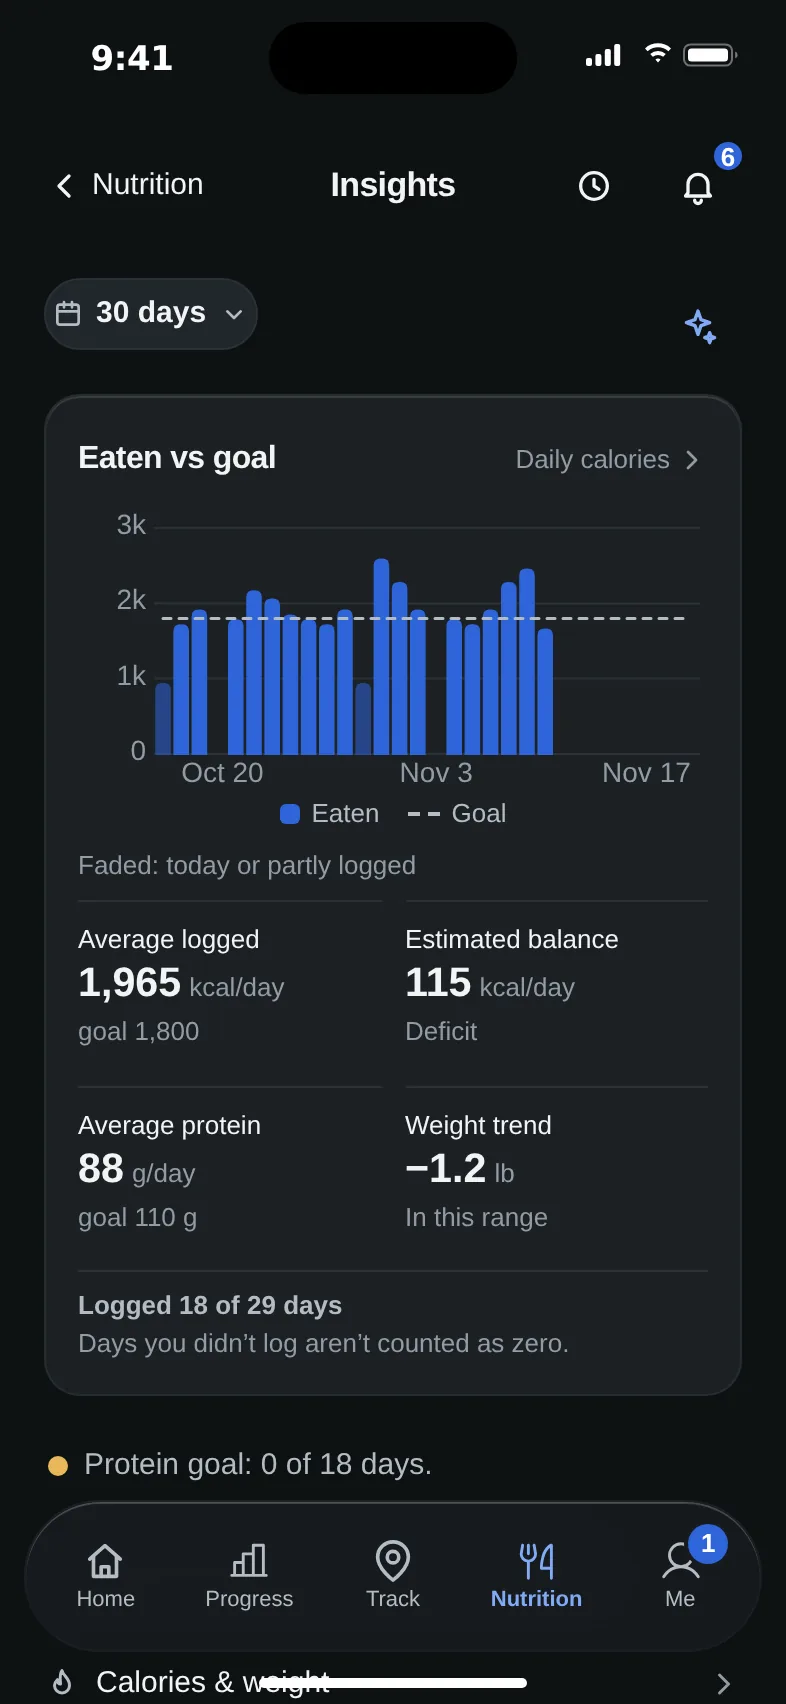 9:41
6
Nutrition
Insights
30 days
Eaten vs goal
Daily calories
3k
2k
1k
0
Oct 20
Nov 3
Nov 17
Eaten
Goal
Faded: today or partly logged
Average logged
1,965 kcal/day
goal 1,800
Estimated balance
115 kcal/day
Deficit
Average protein
88 g/day
goal 110 g
Weight trend
−1.2 lb
In this range
Logged 18 of 29 days
Days you didn’t log aren’t counted as zero.
Protein goal: 0 of 18 days.
1
Home
Progress
Track
Nutrition
Me
Calories & weight